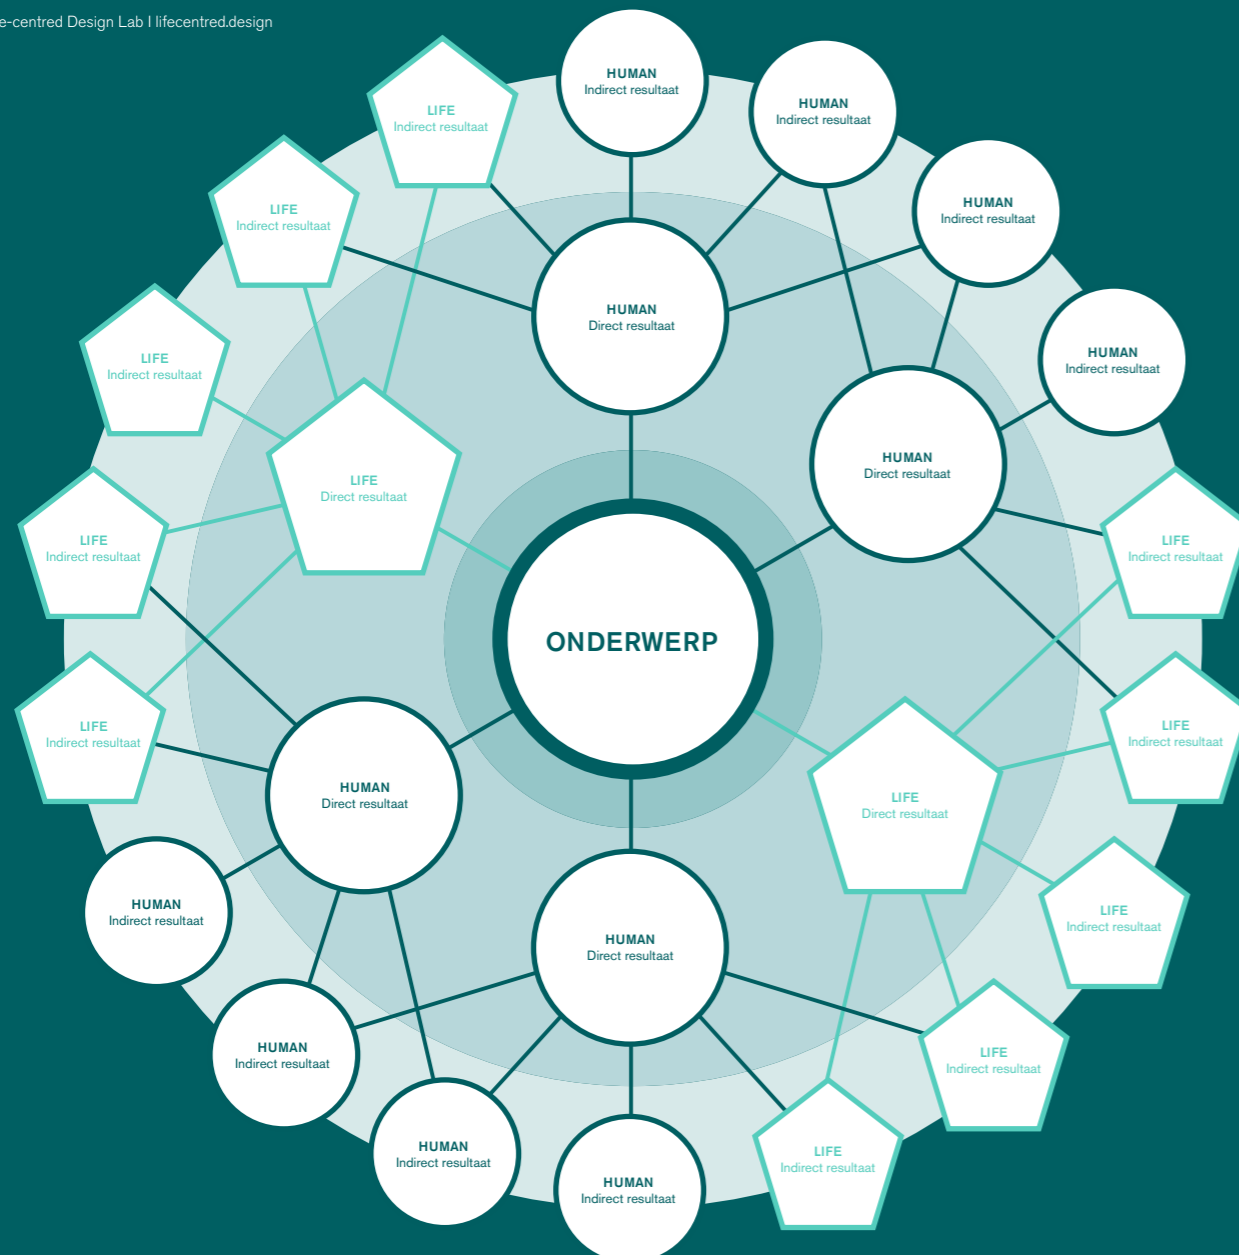 e-centred Design Lab I lifecentred.design
HUMAN
Indirect resultaat
HUMAN
Indirect resultaat
LIFE
Indirect resultaat
HUMAN
Indirect resultaat
LIFE
Indirect resultaat
HUMAN
Direct resultaat
HUMAN
Indirect resultaat
LIFE
Indirect resultaat
HUMAN
Direct resultaat
LIFE
Direct resultaat
LIFE
Indirect resultaat
LIFE
Indirect resultaat
ONDERWERP
LIFE
Indirect resultaat
LIFE
Indirect resultaat
HUMAN
Direct resultaat
LIFE
Direct resultaat
HUMAN
Indirect resultaat
LIFE
Indirect resultaat
HUMAN
Direct resultaat
HUMAN
Indirect resultaat
LIFE
Indirect resultaat
HUMAN
Indirect resultaat
LIFE
Indirect resultaat
HUMAN
Indirect resultaat